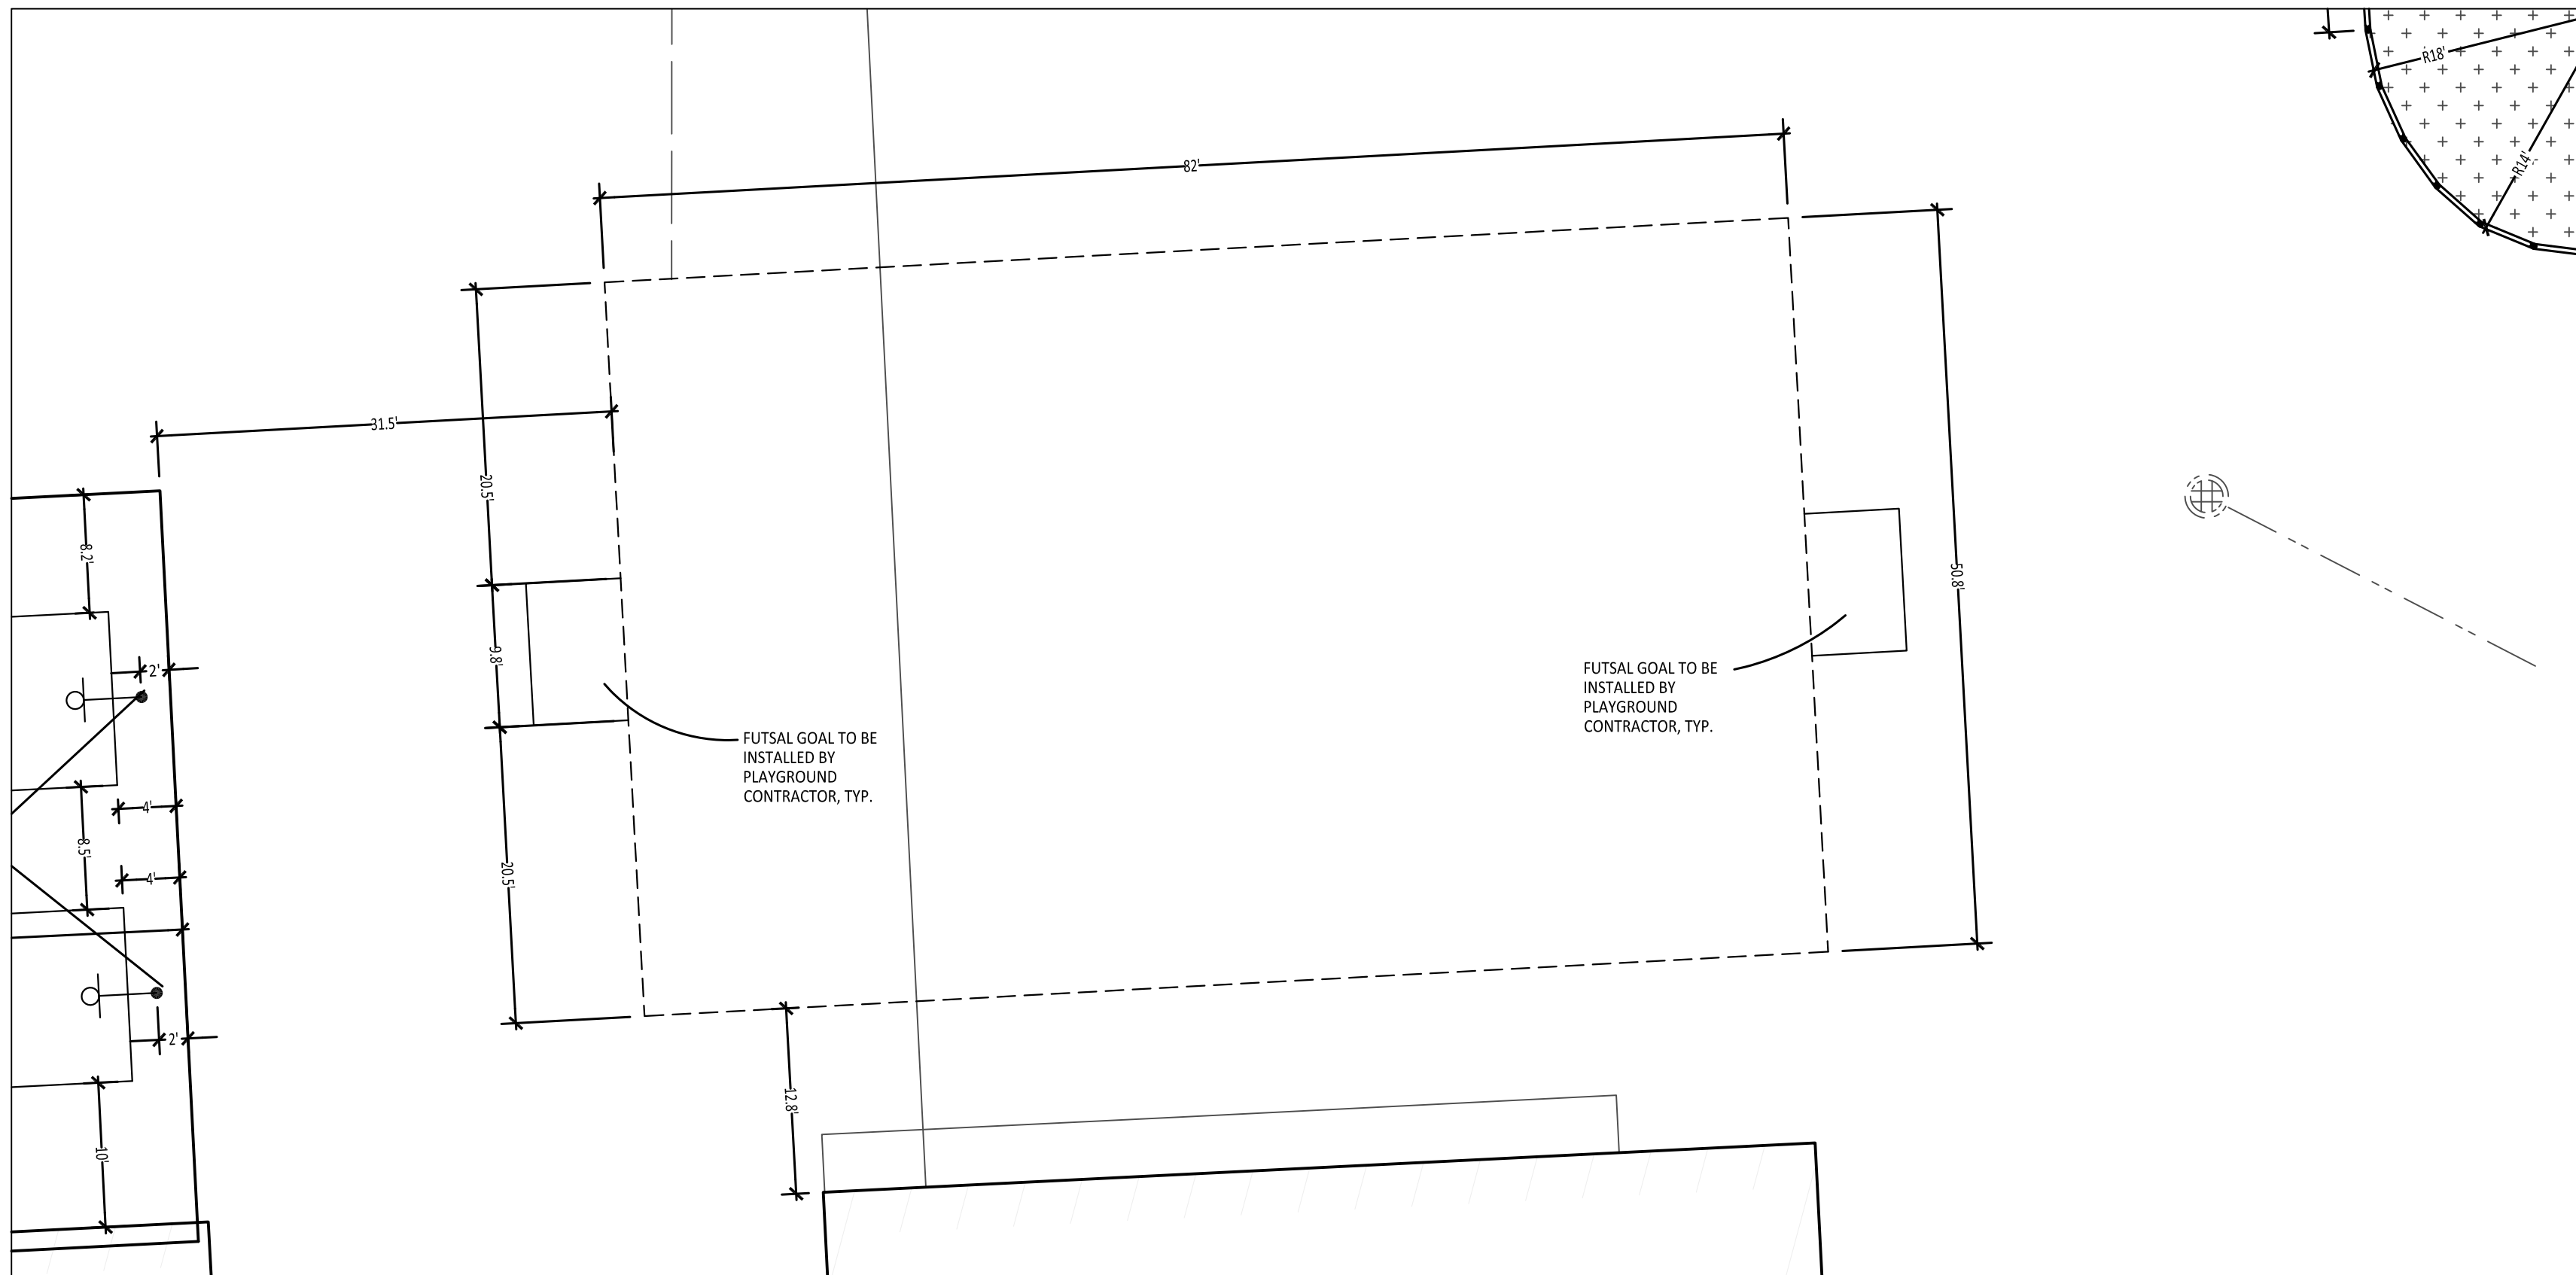 R18'
R14'
82'
31.5'
20.5'
8.2'
50.8'
9.8'
2'
FUTSAL GOAL TO BE
INSTALLED BY
PLAYGROUND
CONTRACTOR, TYP.
FUTSAL GOAL TO BE
INSTALLED BY
PLAYGROUND
CONTRACTOR, TYP.
4'
8.5'
4'
20.5'
2'
12.8'
10'